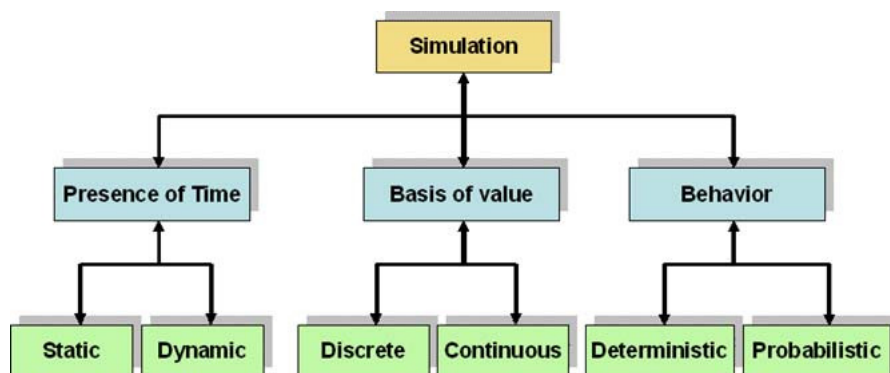 Simulation
Presence of Time
Basis of value
Behavior
Static
Dynamic
Discrete
Continuous
Deterministic
Probabilistic